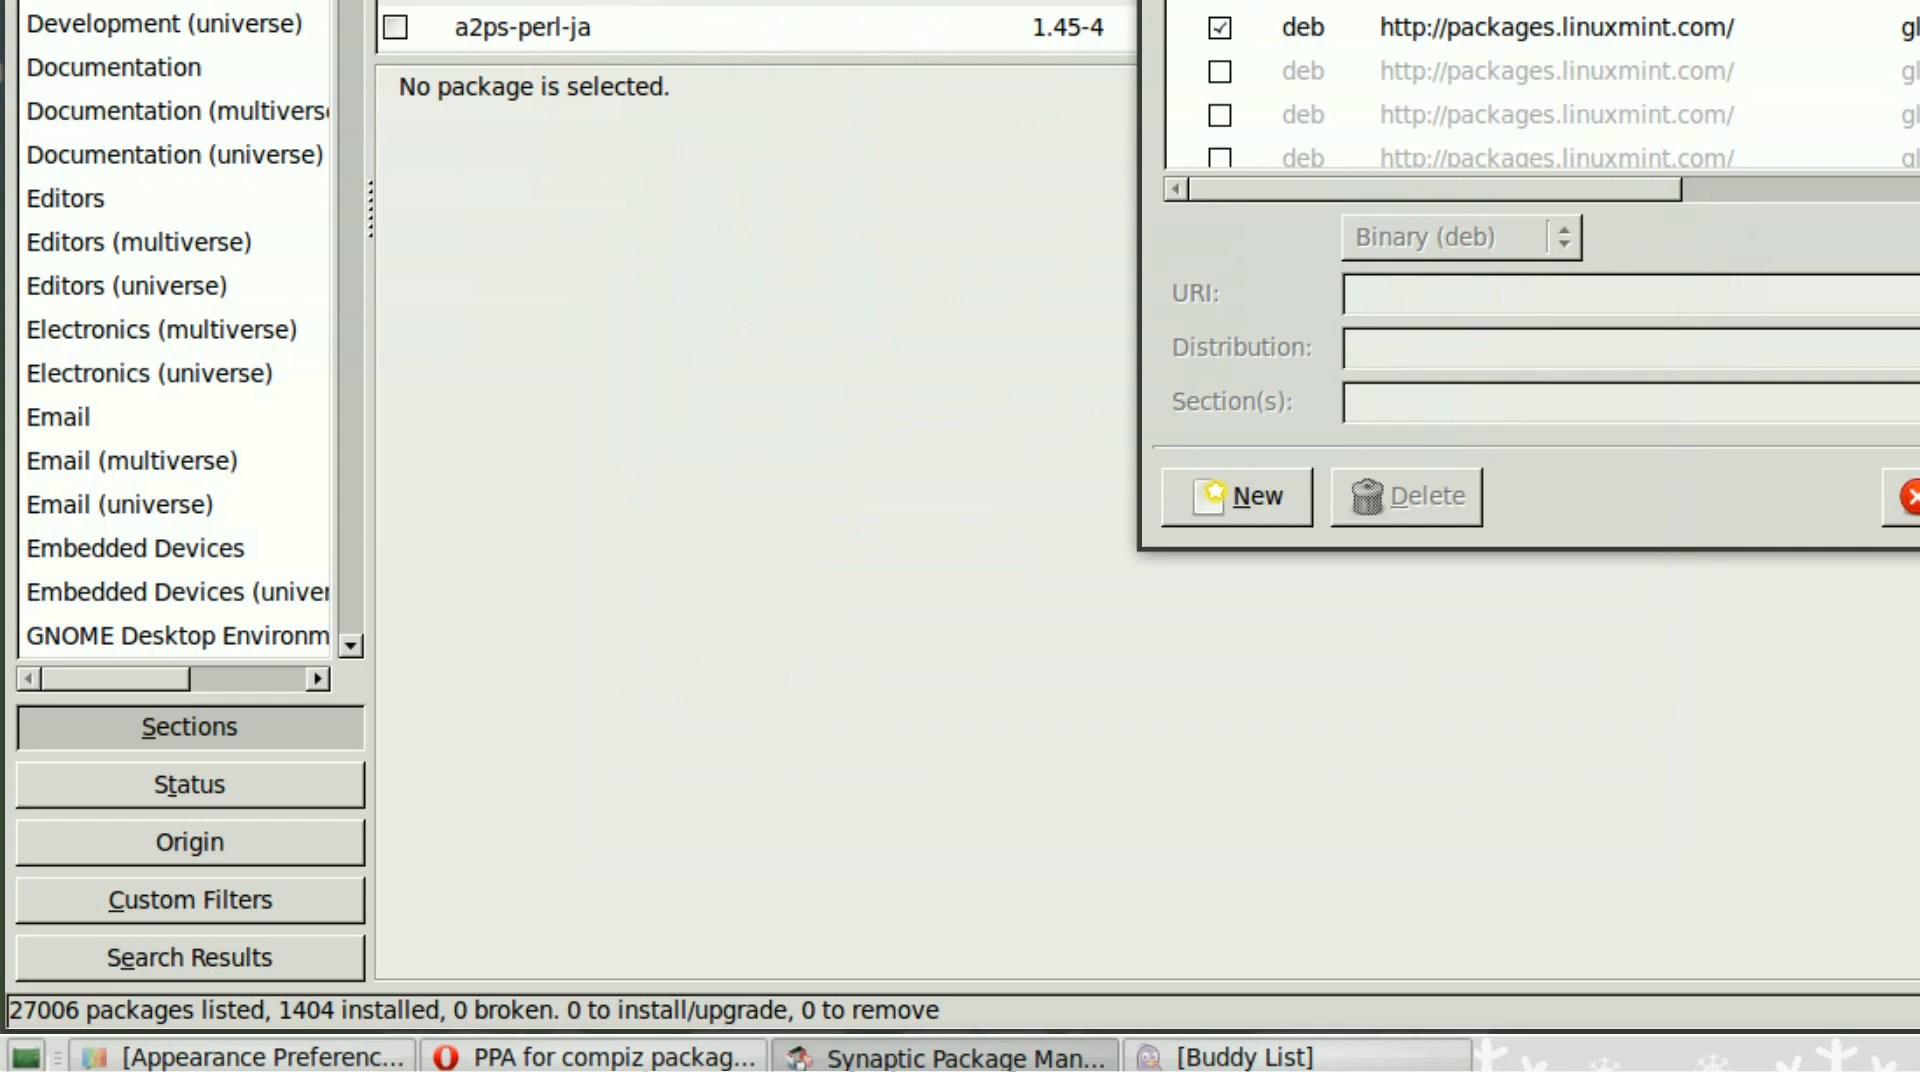 Development (universe)
Documentation
Documentation (multivers
Documentation (universe)
Editors
Editors (multiverse)
Editors (universe)
Electronics (multiverse)
Electronics (universe)
Email
Email (multiverse)
Email (universe)
Embedded Devices
Embedded Devices (univer
GNOME Desktop Environm
Sections
Status
Origin
Custom Filters
Search Results
a2ps-perl-ja 1.45-4
No package is selected.
deb http://packages.linuxmint.com/ gl
deb http://packages.linuxmint.com/ gl
deb http://packages.linuxmint.com/ gl
deb http://packages.linuxmint.com/ gl
Binary (deb)
URI:
Distribution:
Section(s):
New Delete
27006 packages listed, 1404 installed, 0 broken. 0 to install/upgrade, 0 to remove
[Appearance Preferenc... PPA for compiz packag... Synaptic Package Man... [Buddy List]